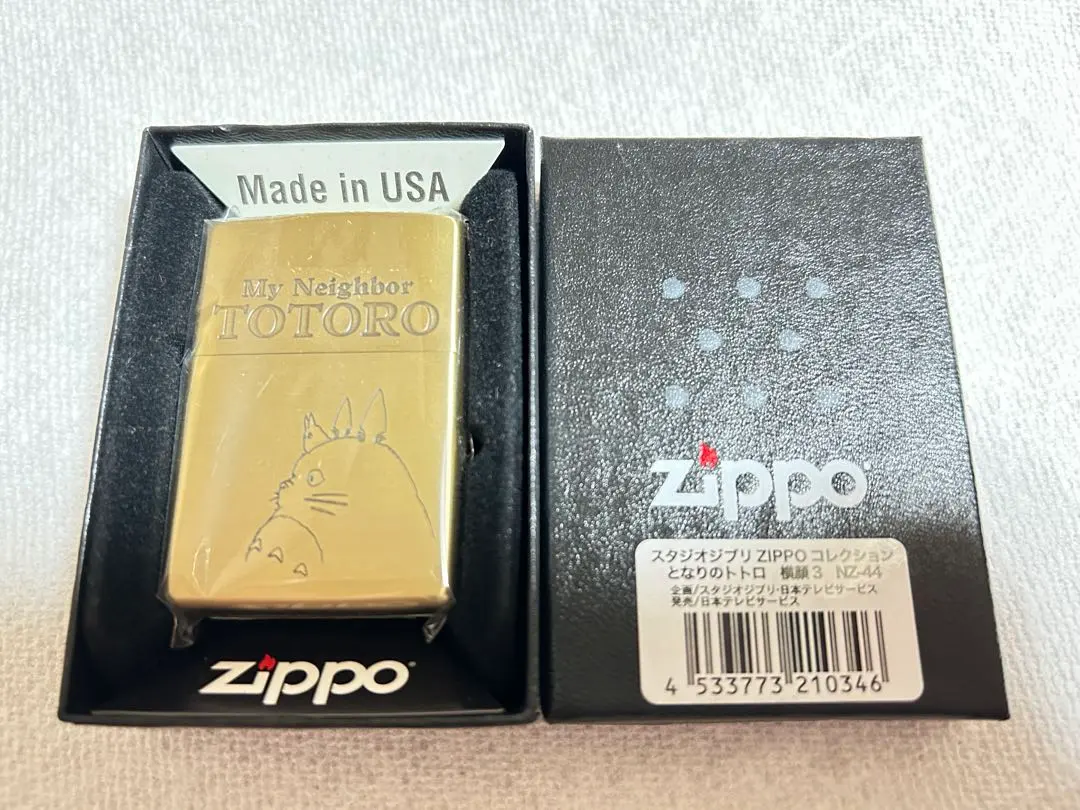 Made in USA
My Neighbor
TOTORO
zippo
zippo
スタジオジブリ ZIPPO コレクション
となりのトトロ 横顔 3 NZ-44
企画/スタジオジブリ・日本テレビサービス
発売/日本テレビサービス
4 533773 210346